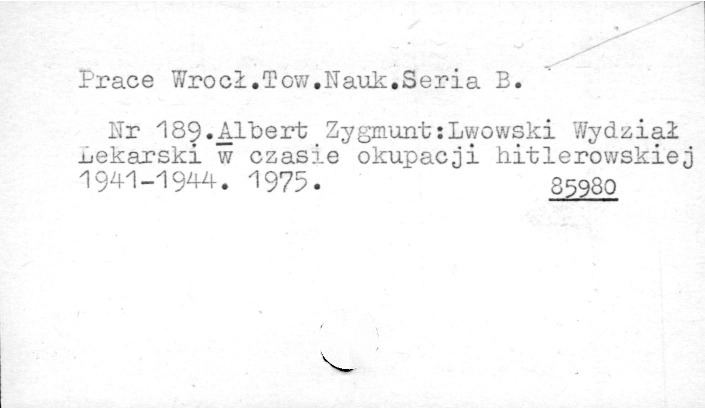 Prace Wrocł.Tow.Nauk.Seria B.
Nr 189.Albert Zygmunt:Lwowski Wydział
Lekarski w czasie okupacji hitlerowskiej
1941-1944. 1975.
85980